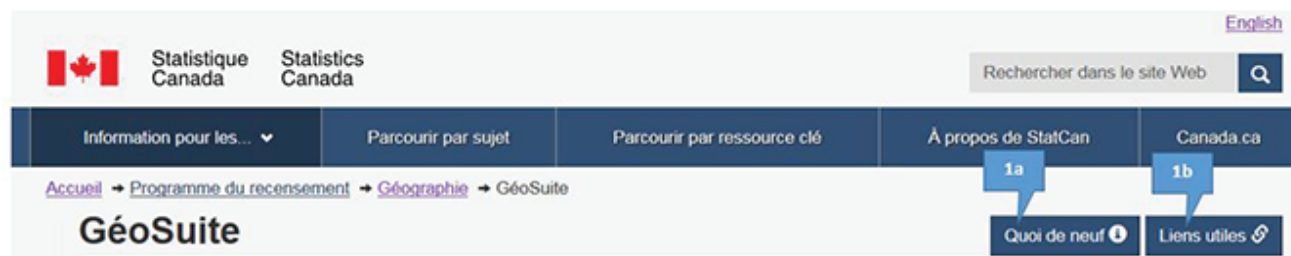 English
Statistique Statistics
Canada Canada
Rechercher dans le site Web
Information pour les... Parcourir par sujet Parcourir par ressource clé À propos de StatCan Canada.ca
1a 1b
Accueil ➔ Programme du recensement ➔ Géographie ➔ GéoSuite
GéoSuite
Quoi de neuf Liens utiles